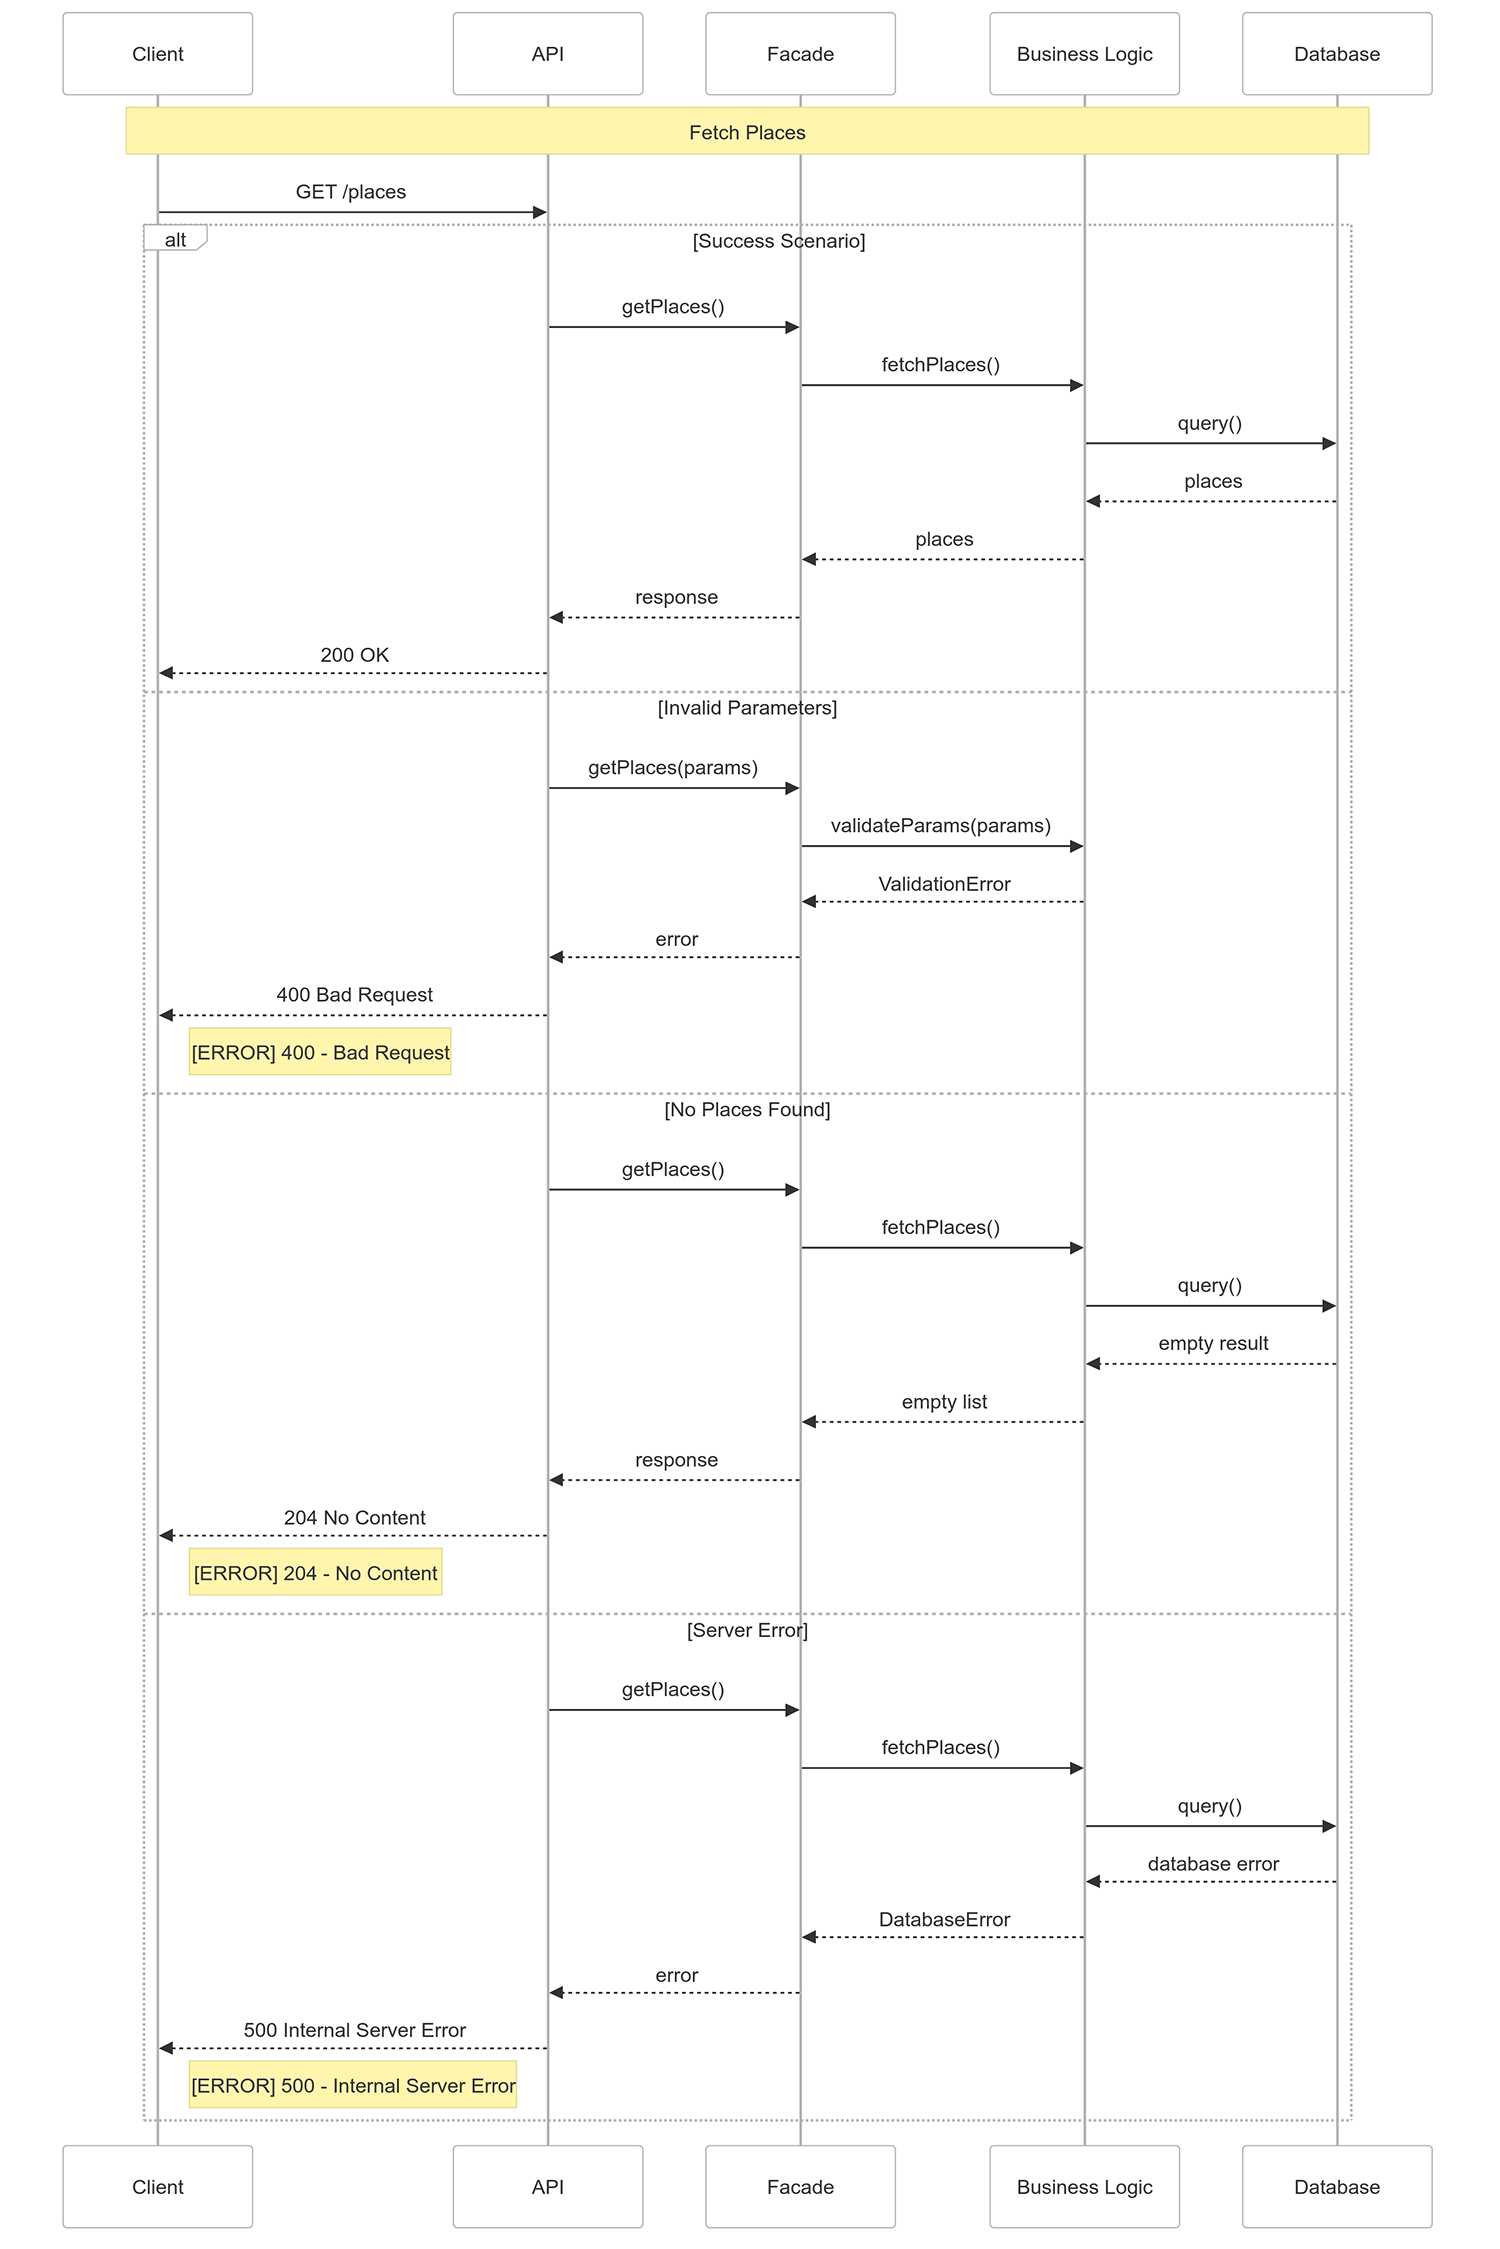 Client
API
Facade
Business Logic
Database
Fetch Places
GET /places
alt
[Success Scenario]
getPlaces()
fetchPlaces()
query()
places
places
response
200 OK
[Invalid Parameters]
getPlaces(params)
validateParams(params)
ValidationError
error
400 Bad Request
[ERROR] 400 - Bad Request
[No Places Found]
getPlaces()
fetchPlaces()
query()
empty result
empty list
response
204 No Content
[ERROR] 204 - No Content
[Server Error]
getPlaces()
fetchPlaces()
query()
database error
DatabaseError
error
500 Internal Server Error
[ERROR] 500 - Internal Server Error
Client
API
Facade
Business Logic
Database